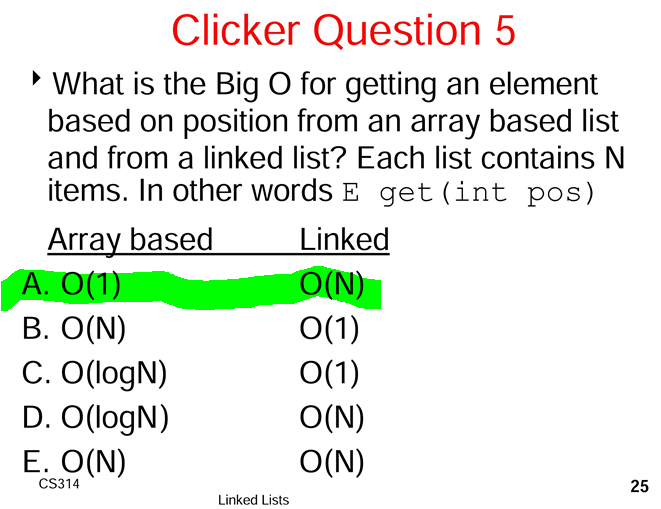 Clicker Question 5
What is the Big O for getting an element
based on position from an array based list
and from a linked list? Each list contains N
items. In other words E get(int pos)
Array based Linked
A. O(1) O(N)
B. O(N) O(1)
C. O(logN) O(1)
D. O(logN) O(N)
E. O(N) O(N)
CS314
Linked Lists
25